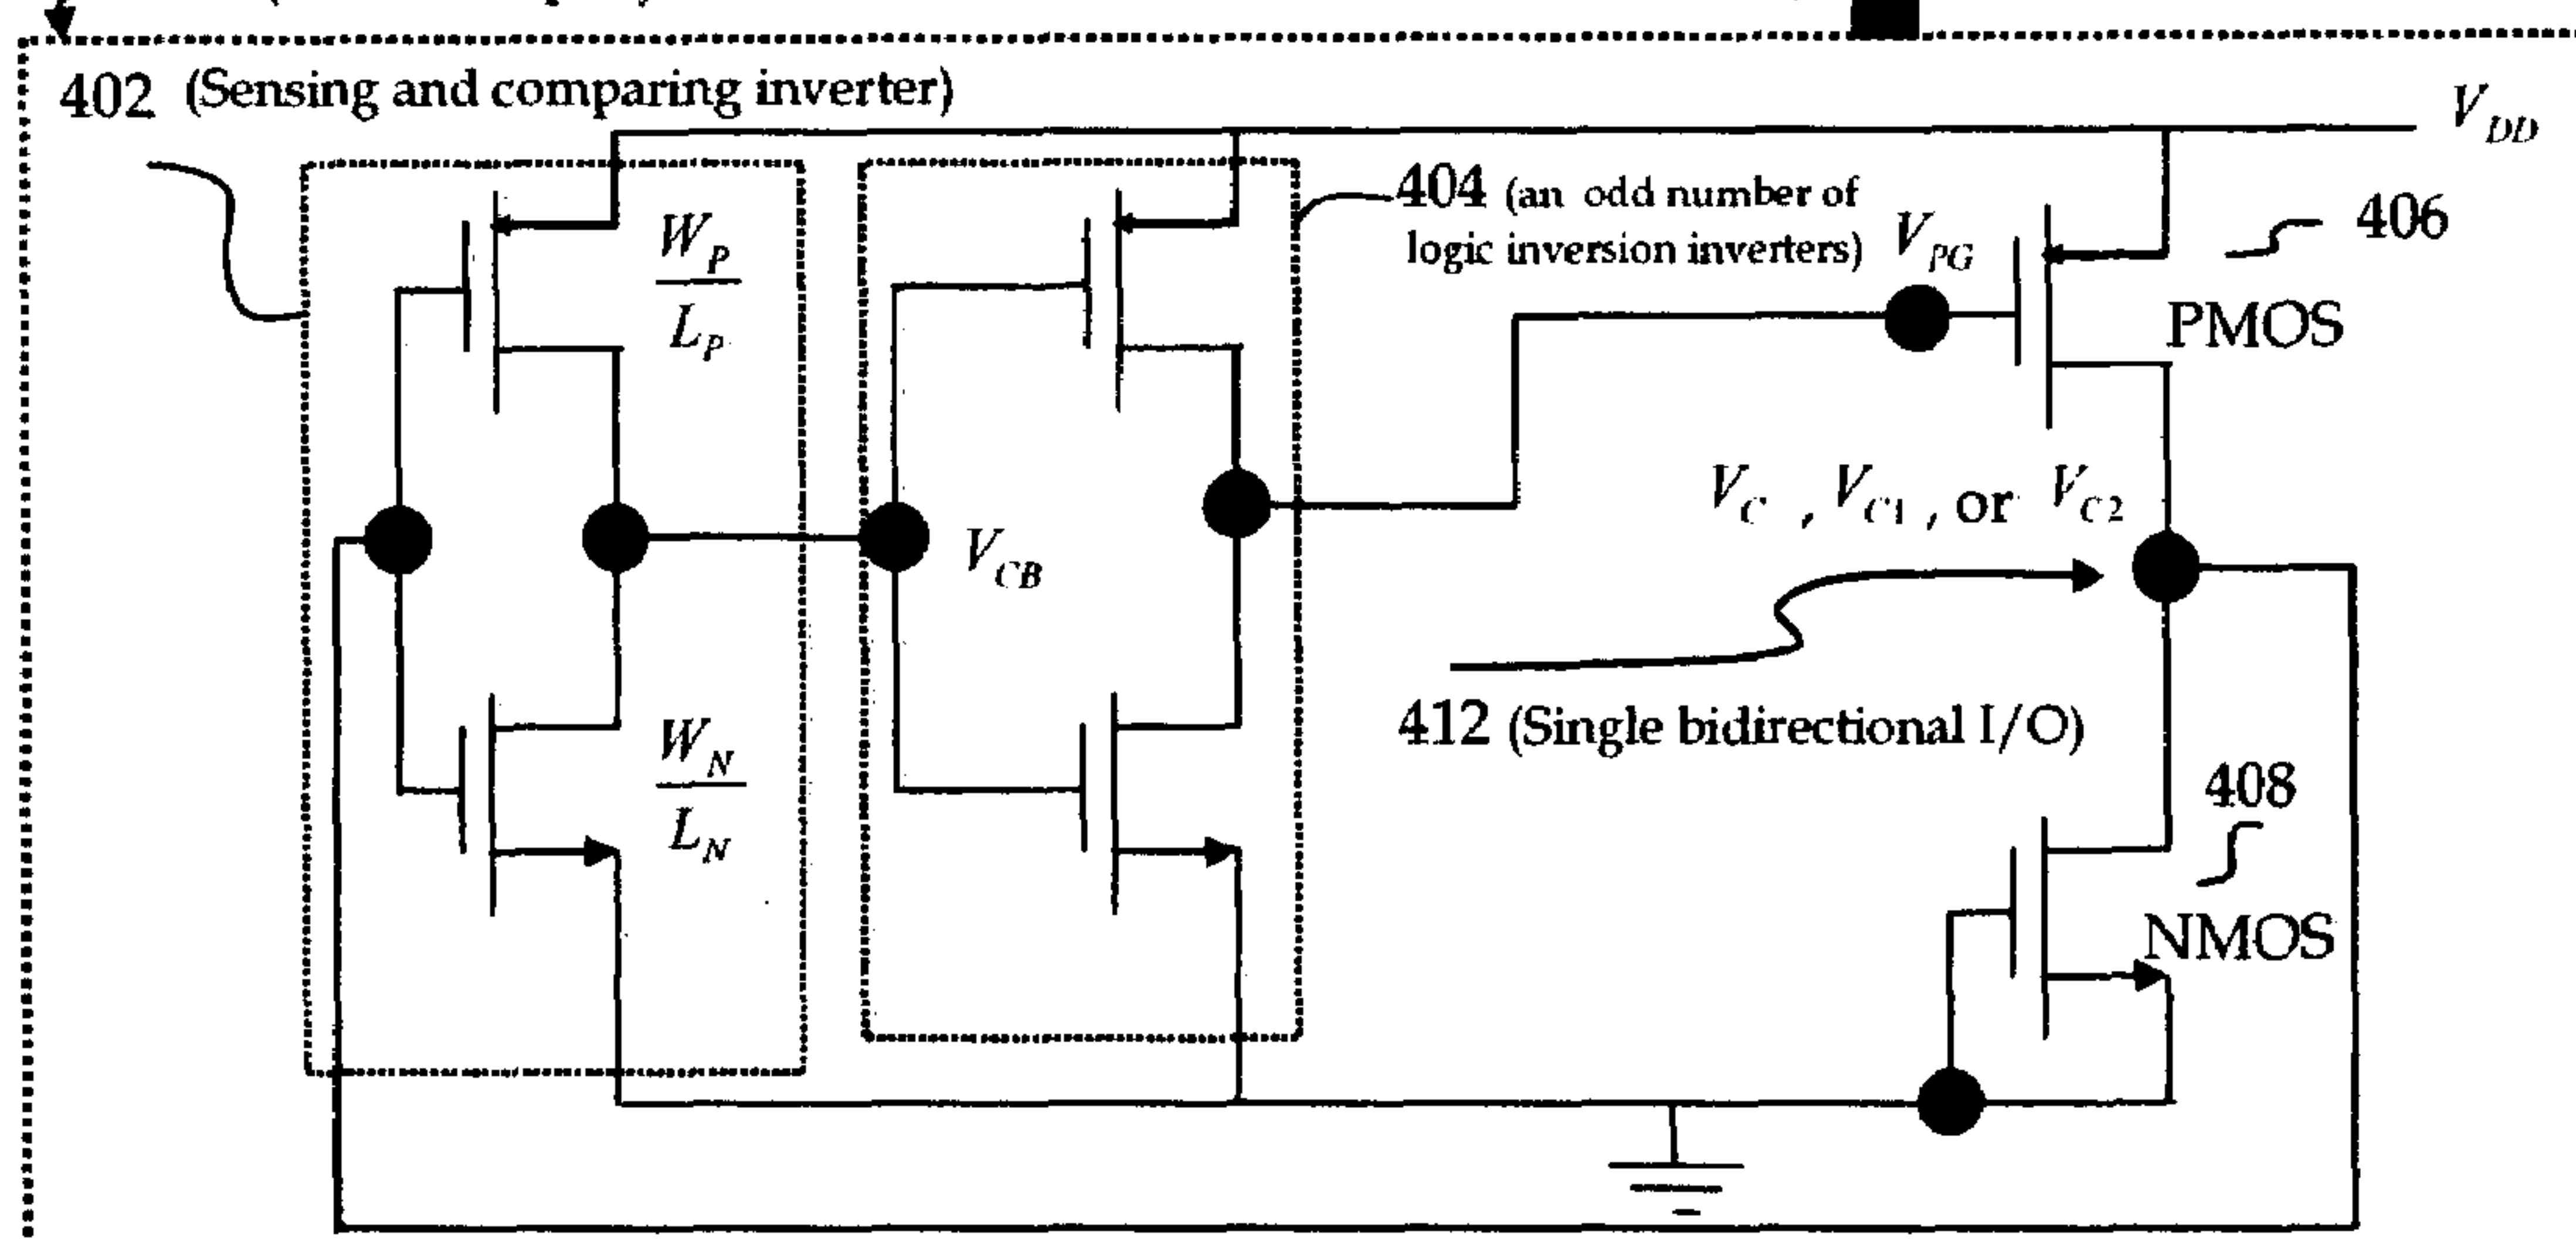 402 (Sensing and comparing inverter)
V_DD
404 (an odd number of
logic inversion inverters)
V_PG
406
W_P
L_P
PMOS
V_C , V_C1 , or V_C2
V_CB
412 (Single bidirectional I/O)
W_N
L_N
408
NMOS